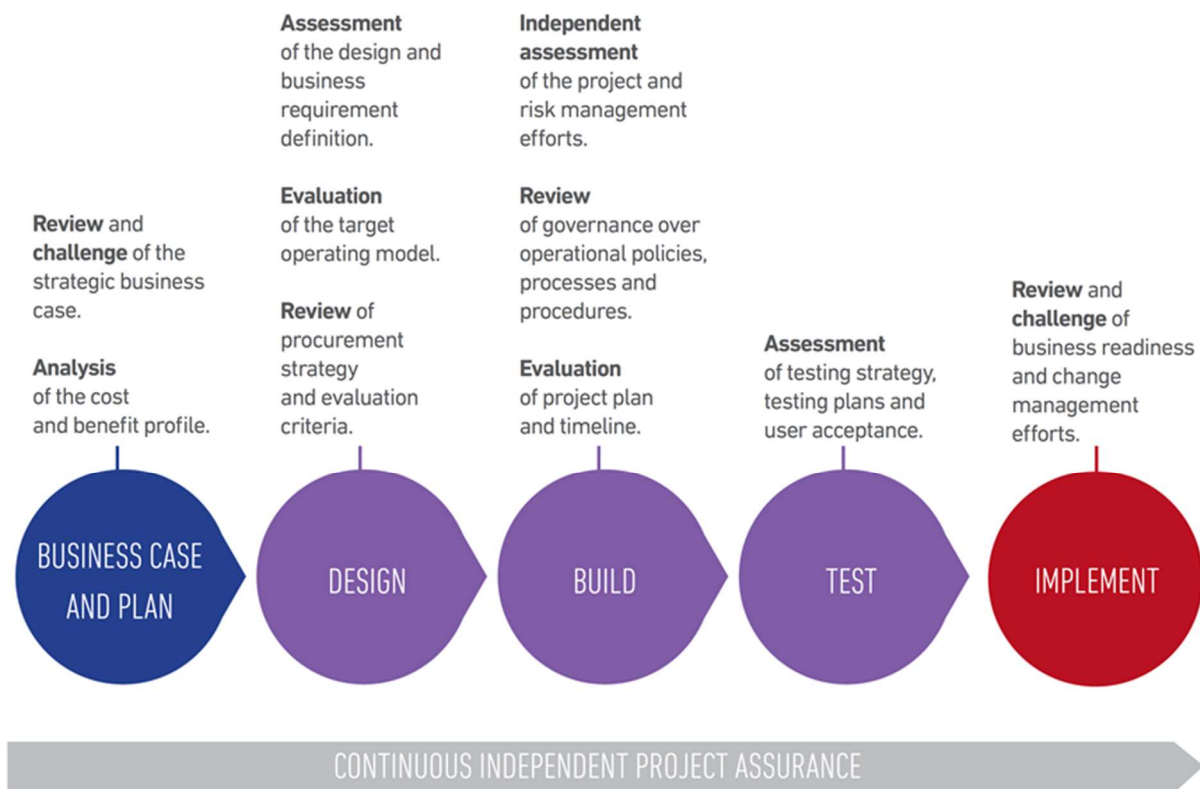 Review and
challenge of the
strategic business
case.
Analysis
of the cost
and benefit profile.
BUSINESS CASE
AND PLAN
Assessment
of the design and
business
requirement
definition.
Evaluation
of the target
operating model.
Review of
procurement
strategy
and evaluation
criteria.
DESIGN
Independent
assessment
of the project and
risk management
efforts.
Review
of governance over
operational policies,
processes and
procedures.
Evaluation
of project plan
and timeline.
BUILD
Assessment
of testing strategy,
testing plans and
user acceptance.
TEST
Review and
challenge of
business readiness
and change
management
efforts.
IMPLEMENT
CONTINUOUS INDEPENDENT PROJECT ASSURANCE